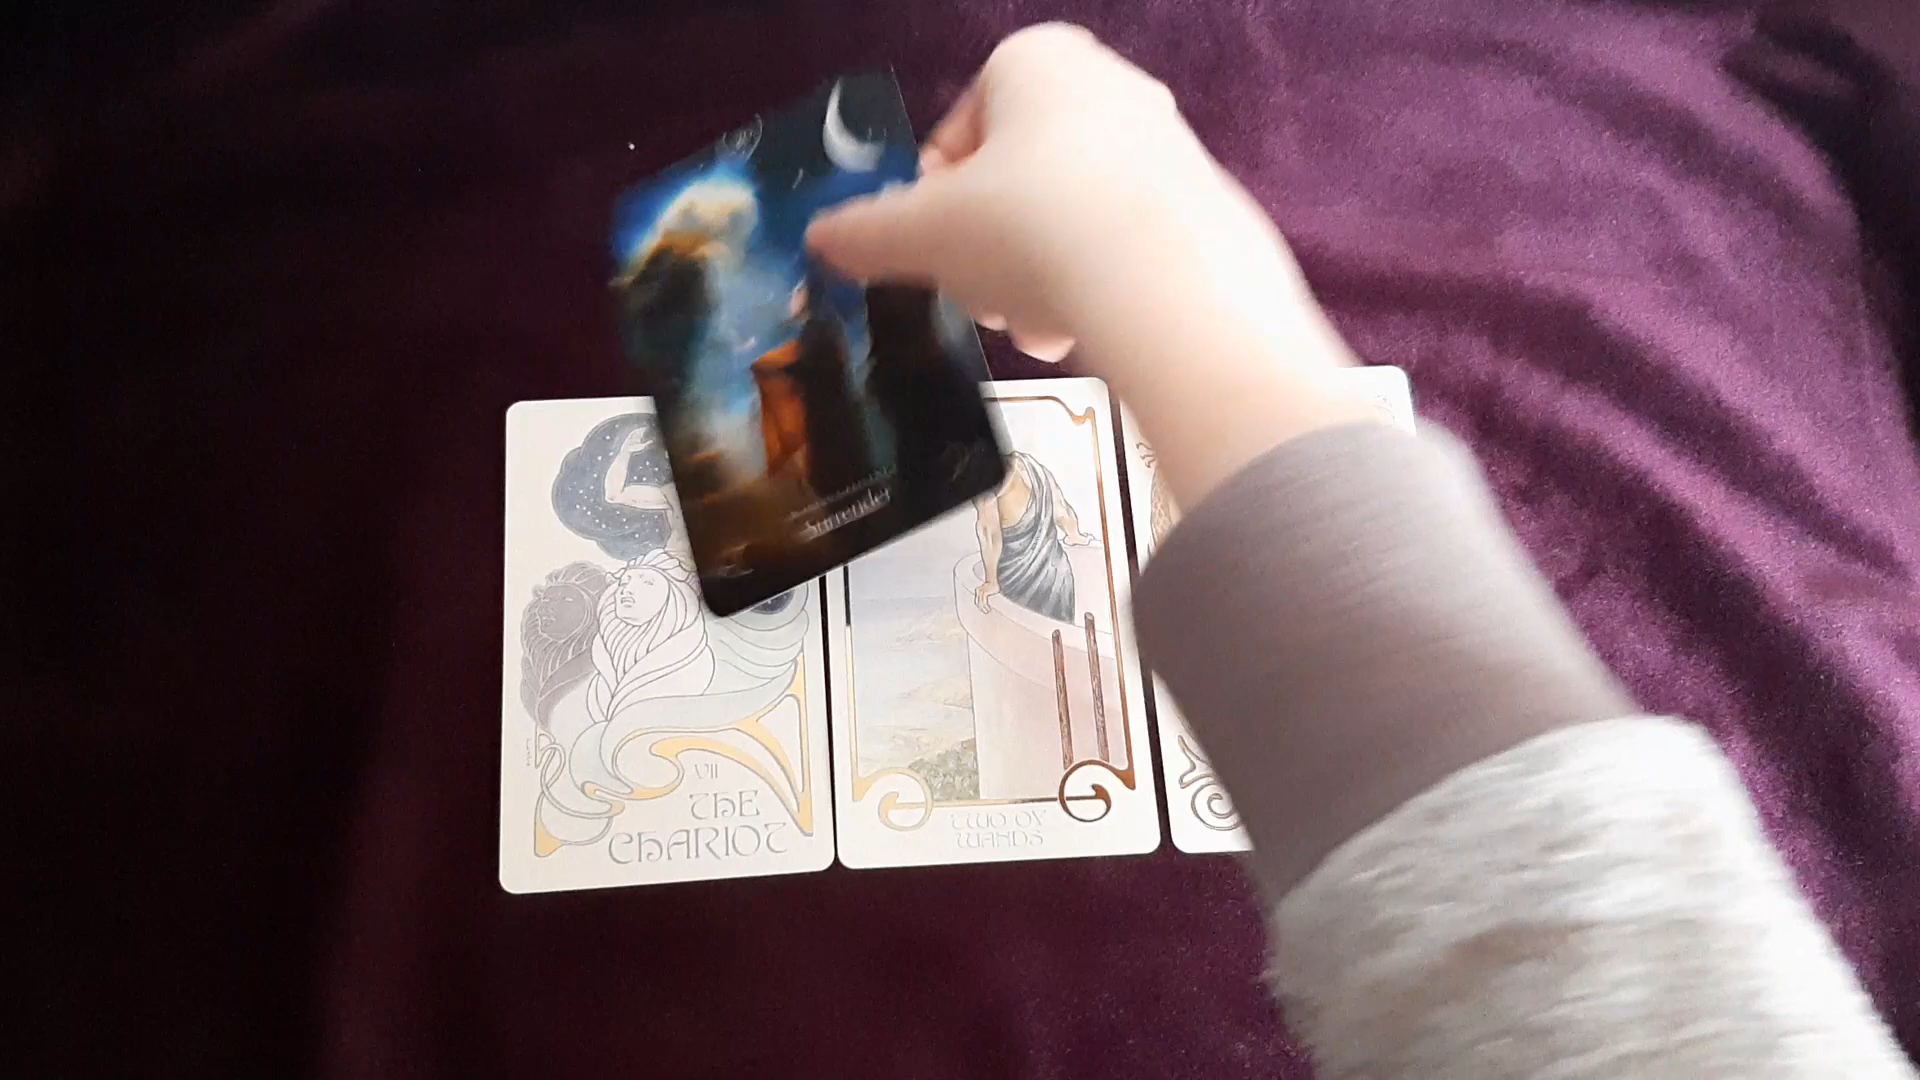 Surrender
VII
THE
CHARIOT
TWO OF
WANDS